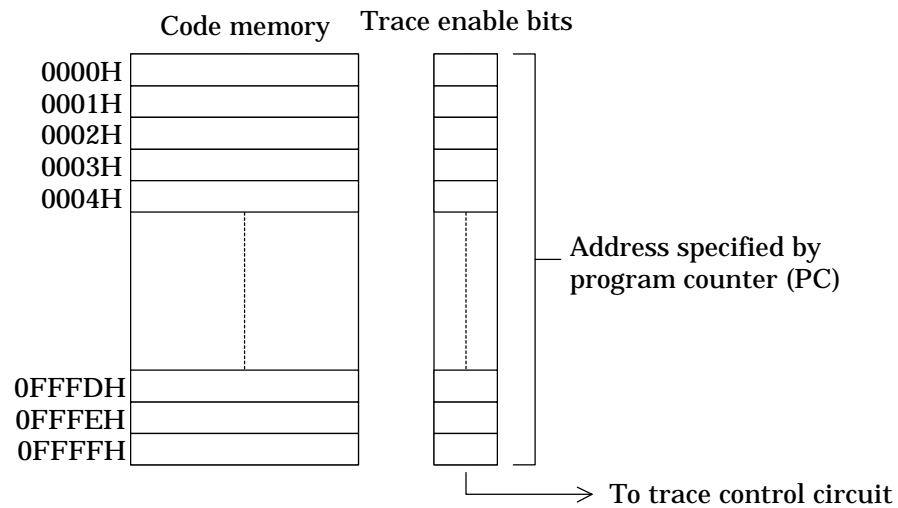 Code memory
Trace enable bits
0000H
0001H
0002H
0003H
0004H
Address specified by
program counter (PC)
0FFFDH
0FFFEH
0FFFFH
To trace control circuit